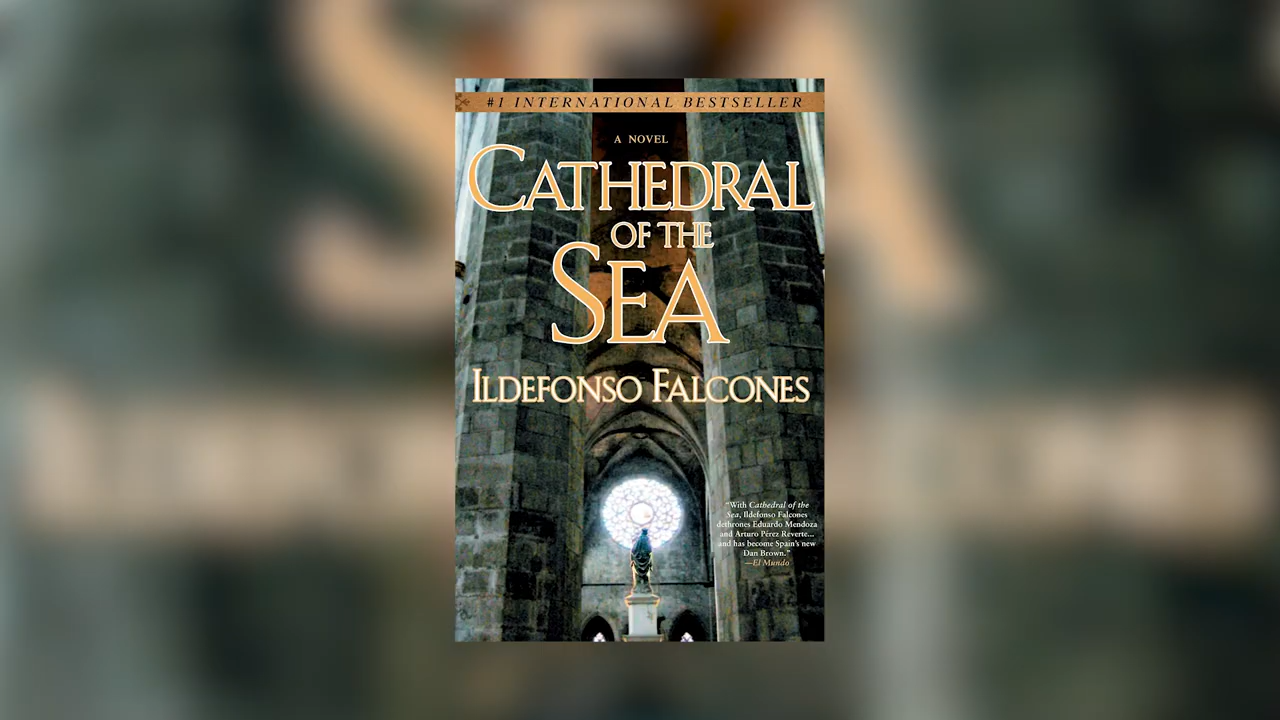 #1 INTERNATIONAL BESTSELLER
A NOVEL
CATHEDRAL
OF THE
SEA
ILDEFONSO FALCONES
"With Cathedral of the
Sea, Ildefonso Falcones
dethrones Eduardo Mendoza
and Arturo Pérez Reverte...
and has become Spain's new
Dan Brown."
—El Mundo